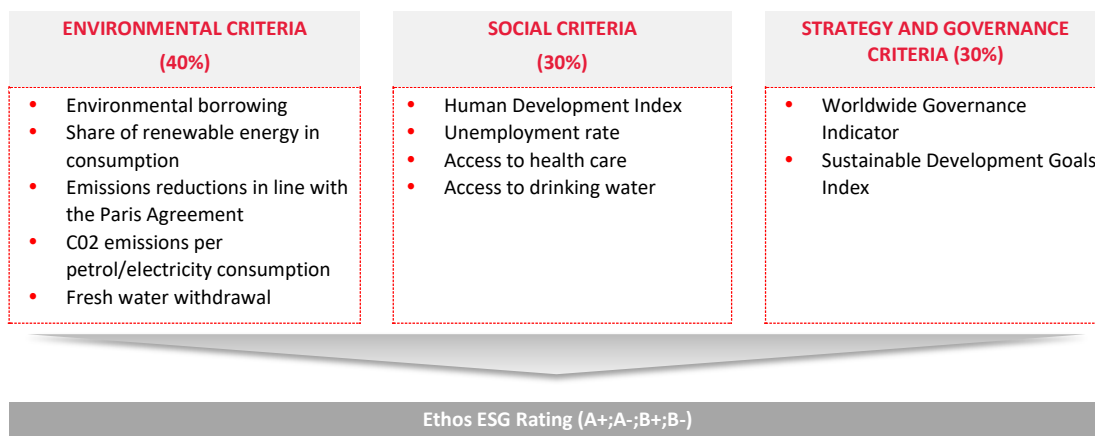 ENVIRONMENTAL CRITERIA
(40%)
• Environmental borrowing
• Share of renewable energy in
consumption
• Emissions reductions in line with
the Paris Agreement
• C02 emissions per
petrol/electricity consumption
• Fresh water withdrawal
SOCIAL CRITERIA
(30%)
• Human Development Index
• Unemployment rate
• Access to health care
• Access to drinking water
STRATEGY AND GOVERNANCE
CRITERIA (30%)
• Worldwide Governance
Indicator
• Sustainable Development Goals
Index
Ethos ESG Rating (A+;A-;B+;B-)